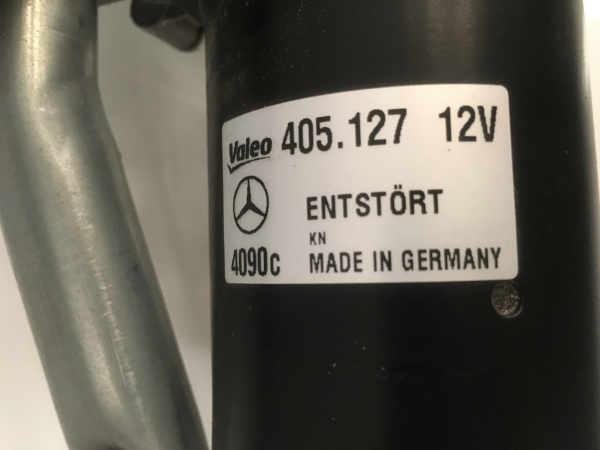 Valeo 405.127 12V
ENTSTÖRT
KN
4090c MADE IN GERMANY